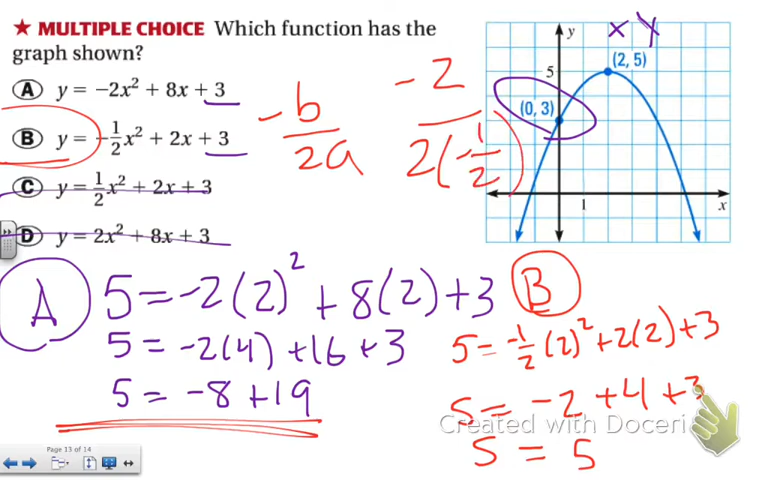 ★ MULTIPLE CHOICE Which function has the
graph shown?
A y = −2x² + 8x + 3
B y = −1/2x² + 2x + 3
C y = 1/2x² + 2x + 3
D y = 2x² + 8x + 3
-b/2a
-2/2(-1/2)
x y
y
5
(2, 5)
(0, 3)
1
x
A 5 = -2(2)² + 8(2) + 3
5 = -2(4) + 16 + 3
5 = -8 + 19
B
5 = -1/2(2)² + 2(2) + 3
5 = -2 + 4 + 3
5 = 5
Created with Doceri
Page 13 of 14